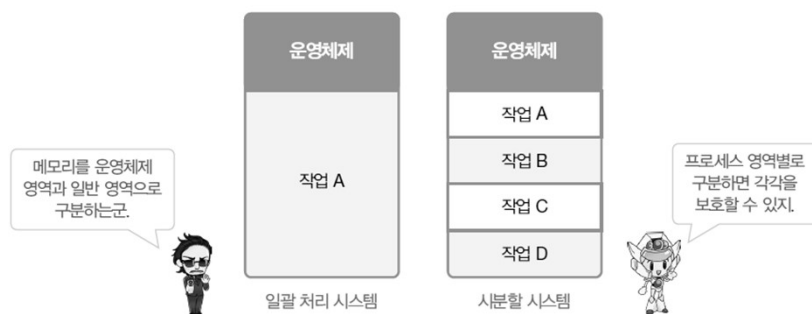 운영체제
작업 A
일괄 처리 시스템
운영체제
작업 A
작업 B
작업 C
작업 D
시분할 시스템
메모리를 운영체제
영역과 일반 영역으로
구분하는군.
프로세스 영역별로
구분하면 각각을
보호할 수 있지.